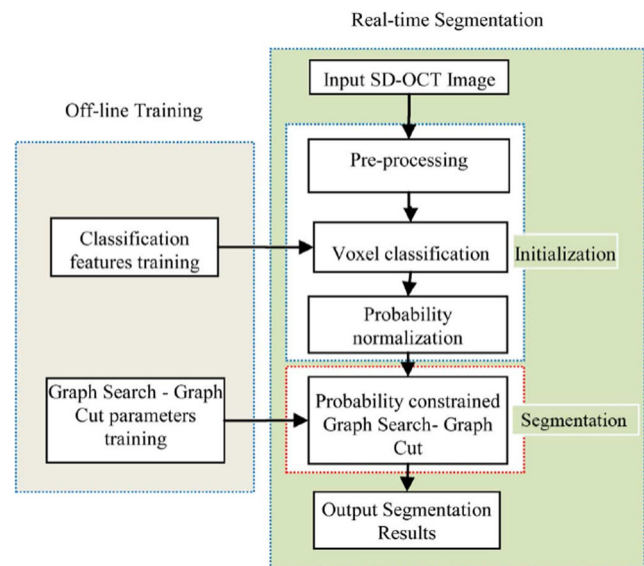 Real-time Segmentation
Input SD-OCT Image
Off-line Training
Pre-processing
Classification
features training
Voxel classification
Initialization
Probability
normalization
Graph Search - Graph
Cut parameters
training
Probability constrained
Graph Search- Graph
Cut
Segmentation
Output Segmentation
Results